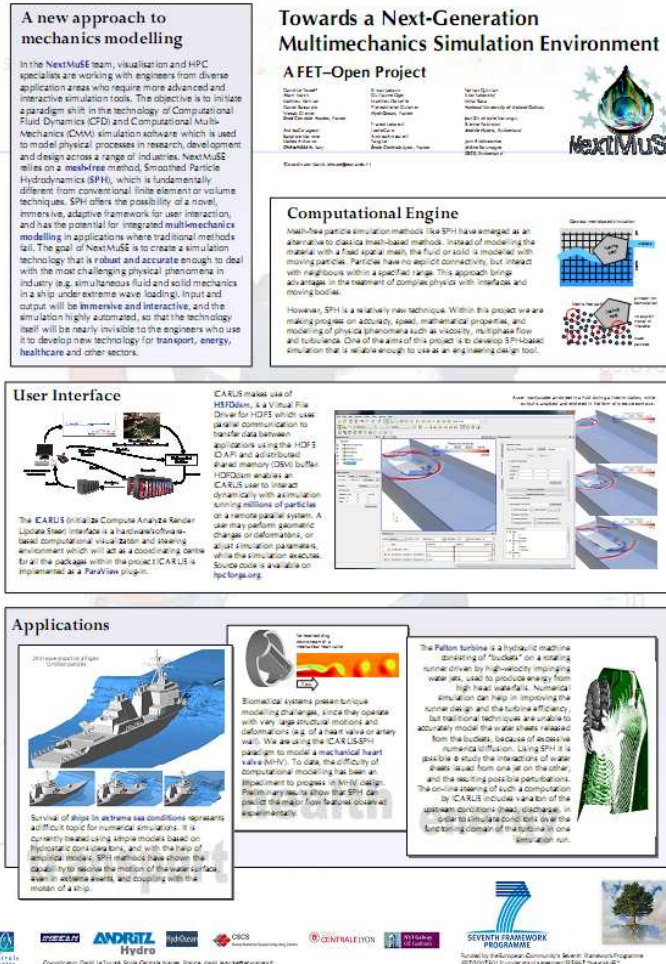 A new approach to
mechanics modelling
In the NextMuSE team, visualisation and HPC
specialists are working with engineers from diverse
application areas who require more advanced and
interactive simulation tools. The objective is to initiate
a paradigm shift in the technology of Computational
Fluid Dynamics (CFD) and Computational Multi-
Mechanics (CMM) simulation software which is used
to model physical processes in research, development
and design across a range of industries. NextMuSE
relies on a mesh-free method, Smoothed Particle
Hydrodynamics (SPH), which is fundamentally
different from conventional finite element or volume
techniques. SPH offers the possibility of a novel,
immersive, adaptive framework for user interaction,
and has the potential for integrated multi-mechanics
modelling in applications where traditional methods
fail. The goal of NextMuSE is to create a simulation
technology that is robust and accurate enough to deal
with the most challenging physical phenomena in
industry (e.g. simultaneous fluid and solid mechanics
in a ship under extreme wave loading). Input and
output will be immersive and interactive, and the
simulation highly automated, so that the technology
itself will be nearly invisible to the engineers who use
it to develop new technology for transport, energy,
healthcare and other sectors.
Towards a Next-Generation
Multimechanics Simulation Environment
A FET–Open Project
NextMuSE
Computational Engine
Mesh-free particle simulation methods like SPH have emerged as an
alternative to classical mesh-based methods. Instead of modelling the
material with a fixed spatial mesh, the fluid or solid is modelled with
moving particles. Particles have no explicit connectivity, but interact
with neighbours within a specified range. This approach brings
advantages in the treatment of complex physics with interfaces and
moving bodies.
However, SPH is a relatively new technique. Within this project we are
making progress on accuracy, speed, mathematical properties, and
modelling of physical phenomena such as viscosity, multiphase flow
and turbulence. One of the aims of this project is to develop SPH-based
simulation that is reliable enough to use as an engineering design tool.
User Interface
The ICARUS (Initialize Compute Analyze Render
Update Steer) interface is a hardware/software-
based computational visualization and steering
environment which will act as a coordinating centre
for all the packages within the project. ICARUS is
implemented as a ParaView plug-in.
ICARUS makes use of
H5FDdsm, is a Virtual File
Driver for HDF5 which uses
parallel communication to
transfer data between
applications using the HDF5
IO API and a distributed
shared memory (DSM) buffer.
H5FDdsm enables an
ICARUS user to interact
dynamically with a simulation
running millions of particles
on a remote parallel system. A
user may perform geometric
changes or deformations, or
adjust simulation parameters,
while the simulation executes.
Source code is available on
hpcforge.org.
Applications
Survival of ships in extreme sea conditions represents
a difficult topic for numerical simulations. It is
currently treated using simple models based on
hydrostatic considerations, and with the help of
empirical models. SPH methods have shown the
capability to resolve the motion of the water surface,
even in extreme events, and coupling with the
motion of a ship.
Biomedical systems present unique
modelling challenges, since they operate
with very large structural motions and
deformations (e.g. of a heart valve or artery
wall). We are using the ICARUS-SPH
paradigm to model a mechanical heart
valve (MHV). To date, the difficulty of
computational modelling has been an
impediment to progress in MHV design.
Preliminary results show that SPH can
predict the major flow features observed
experimentally.
The Pelton turbine is a hydraulic machine
consisting of "buckets" on a rotating
runner driven by high-velocity impinging
water jets, used to produce energy from
high head waterfalls. Numerical
simulation can help in improving the
runner design and the turbine efficiency,
but traditional techniques are unable to
accurately model the water sheets released
from the buckets, because of excessive
numerical diffusion. Using SPH it is
possible to study the interactions of water
sheets issued from one jet on the other,
and the resulting possible perturbations.
The on-line steering of such a computation
by ICARUS includes variation of the
upstream conditions (head, discharge), in
order to simulate conditions over the
functioning domain of the turbine in one
simulation run.
ANDRITZ
Hydro
HydrOcean
CSCS
CENTRALELYON
SEVENTH FRAMEWORK
PROGRAMME